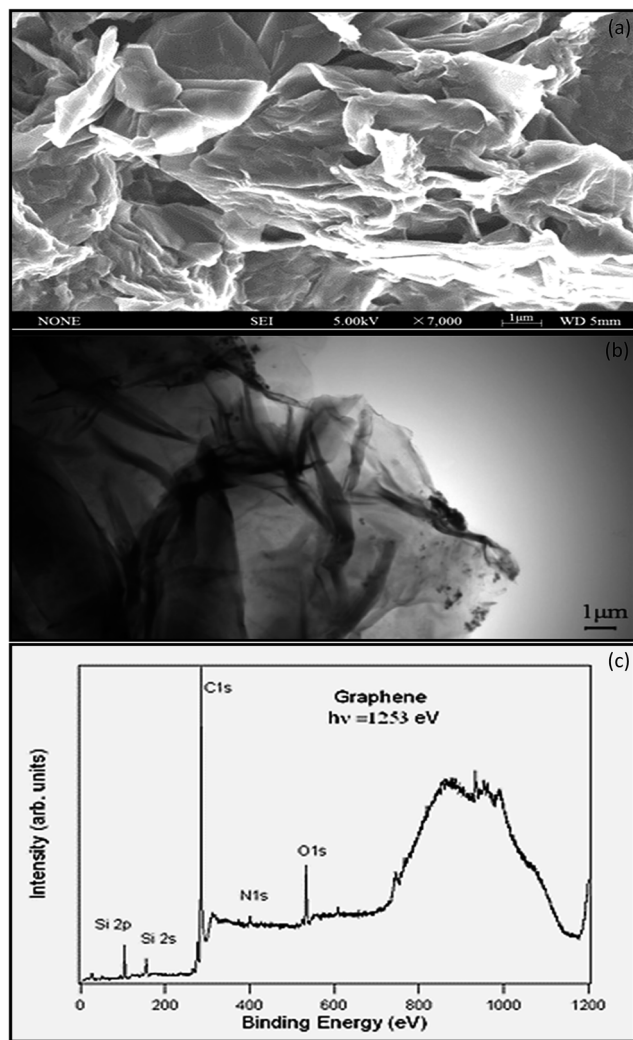 (a)
NONE SEI 5.00kV ×7,000 1μm WD 5mm
(b)
1μm
(c)
C1s
Graphene
hν =1253 eV
Intensity (arb. units)
O1s
N1s
Si 2p Si 2s
0 200 400 600 800 1000 1200
Binding Energy (eV)